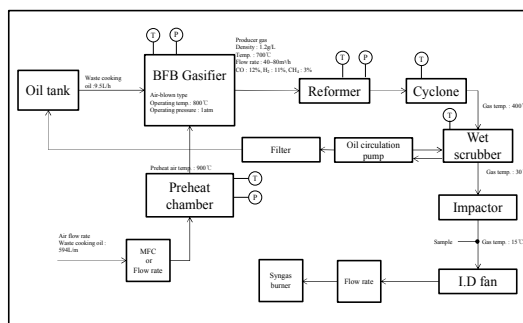 T
P
Producer gas
Density : 1.2g/L
Temp. : 700℃
Flow rate : 40~80m³/h
CO : 12%, H₂ : 11%, CH₄ : 3%
T
P
T
Oil tank
Waste cooking
oil :9.5L/h
BFB Gasifier
Air-blown type
Operating temp. : 800℃
Operating pressure : 1atm
Reformer
Cyclone
Gas temp. : 400
T
Filter
Oil circulation
pump
Wet
scrubber
Preheat air temp. : 900℃
Gas temp. : 30
Preheat
chamber
T
P
Impactor
Air flow rate
Waste cooking oil :
594L/m
MFC
or
Flow rate
Sample
Gas temp. : 15℃
Syngas
burner
Flow rate
I.D fan